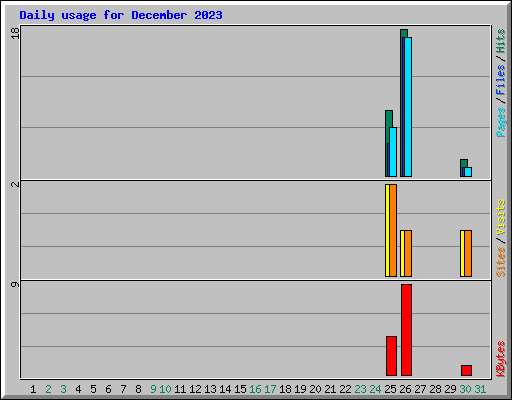 Daily usage for December 2023
18
2
9
Pages/Files/Hits
Sites/Visits
KBytes
1 2 3 4 5 6 7 8 9 10 11 12 13 14 15 16 17 18 19 20 21 22 23 24 25 26 27 28 29 30 31